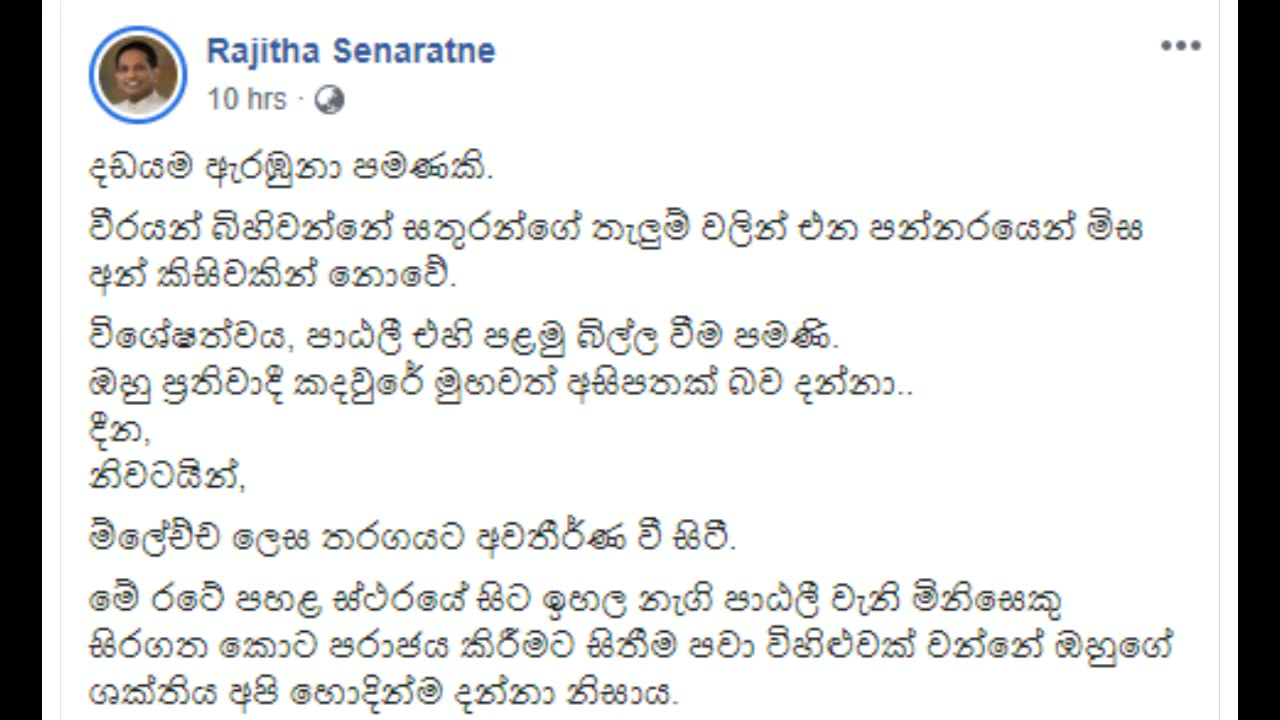 Rajitha Senaratne
10 hrs ·
දඩයම ඇරඹුනා පමණකි.
වීරයන් බිහිවන්නේ සතුරන්ගේ තැලුම් වලින් එන පන්නරයෙන් මිස
අන් කිසිවකින් නොවේ.
විශේෂත්වය, පාඨලී එහි පළමු බිල්ල වීම පමණි.
ඔහු ප්‍රතිවාදී කදවුරේ මුහවත් අසිපතක් බව දන්නා..
දීන,
නිවටයින්,
ම්ලේච්ච ලෙස තරගයට අවතීර්ණ වී සිටී.
මේ රටේ පහළ ස්ථරයේ සිට ඉහල නැගි පාඨලී වැනි මිනිසෙකු
සිරගත කොට පරාජය කිරීමට සිතීම පවා විහිළුවක් වන්නේ ඔහුගේ
ශක්තිය අපි හොදින්ම දන්නා නිසාය.